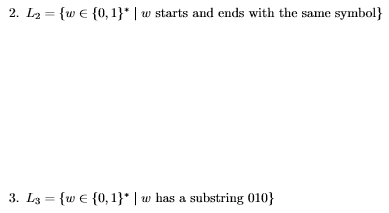 2. L₂ = {w ∈ {0, 1}* | w starts and ends with the same symbol}
3. L₃ = {w ∈ {0, 1}* | w has a substring 010}